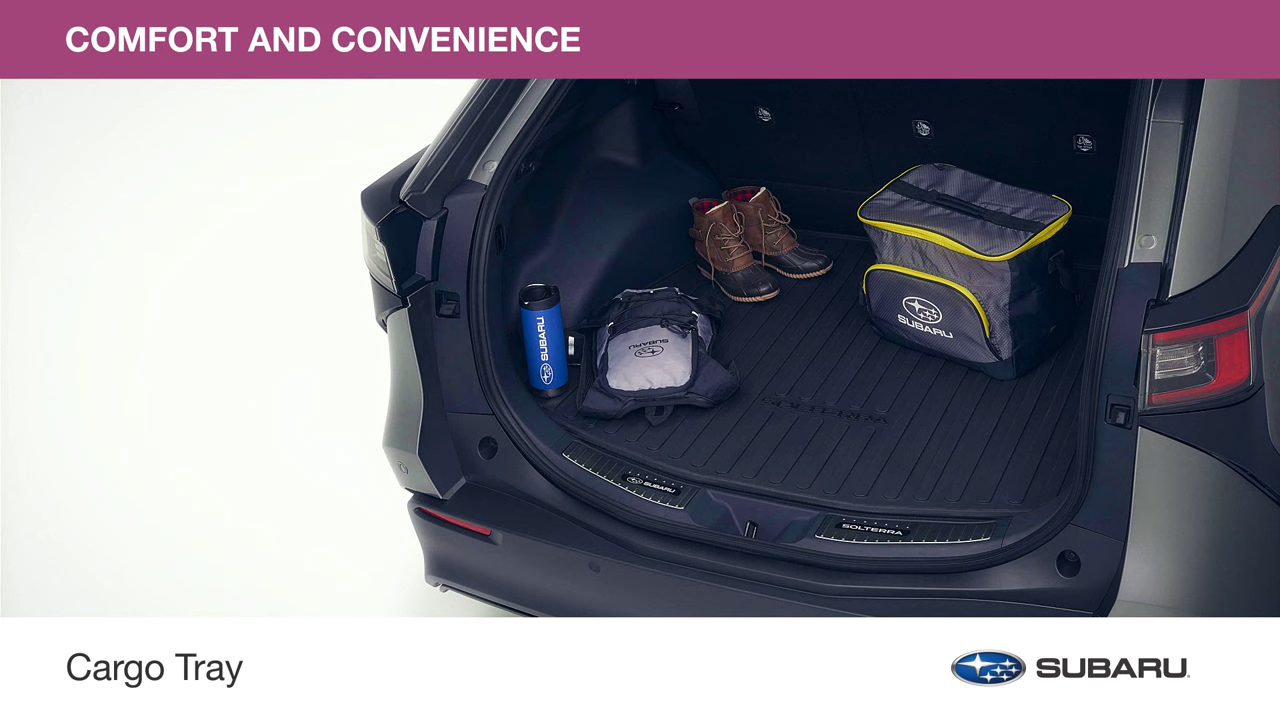 COMFORT AND CONVENIENCE
SUBARU
SUBARU
SUBARU
SOLTERRA
SUBARU
SOLTERRA
Cargo Tray
SUBARU